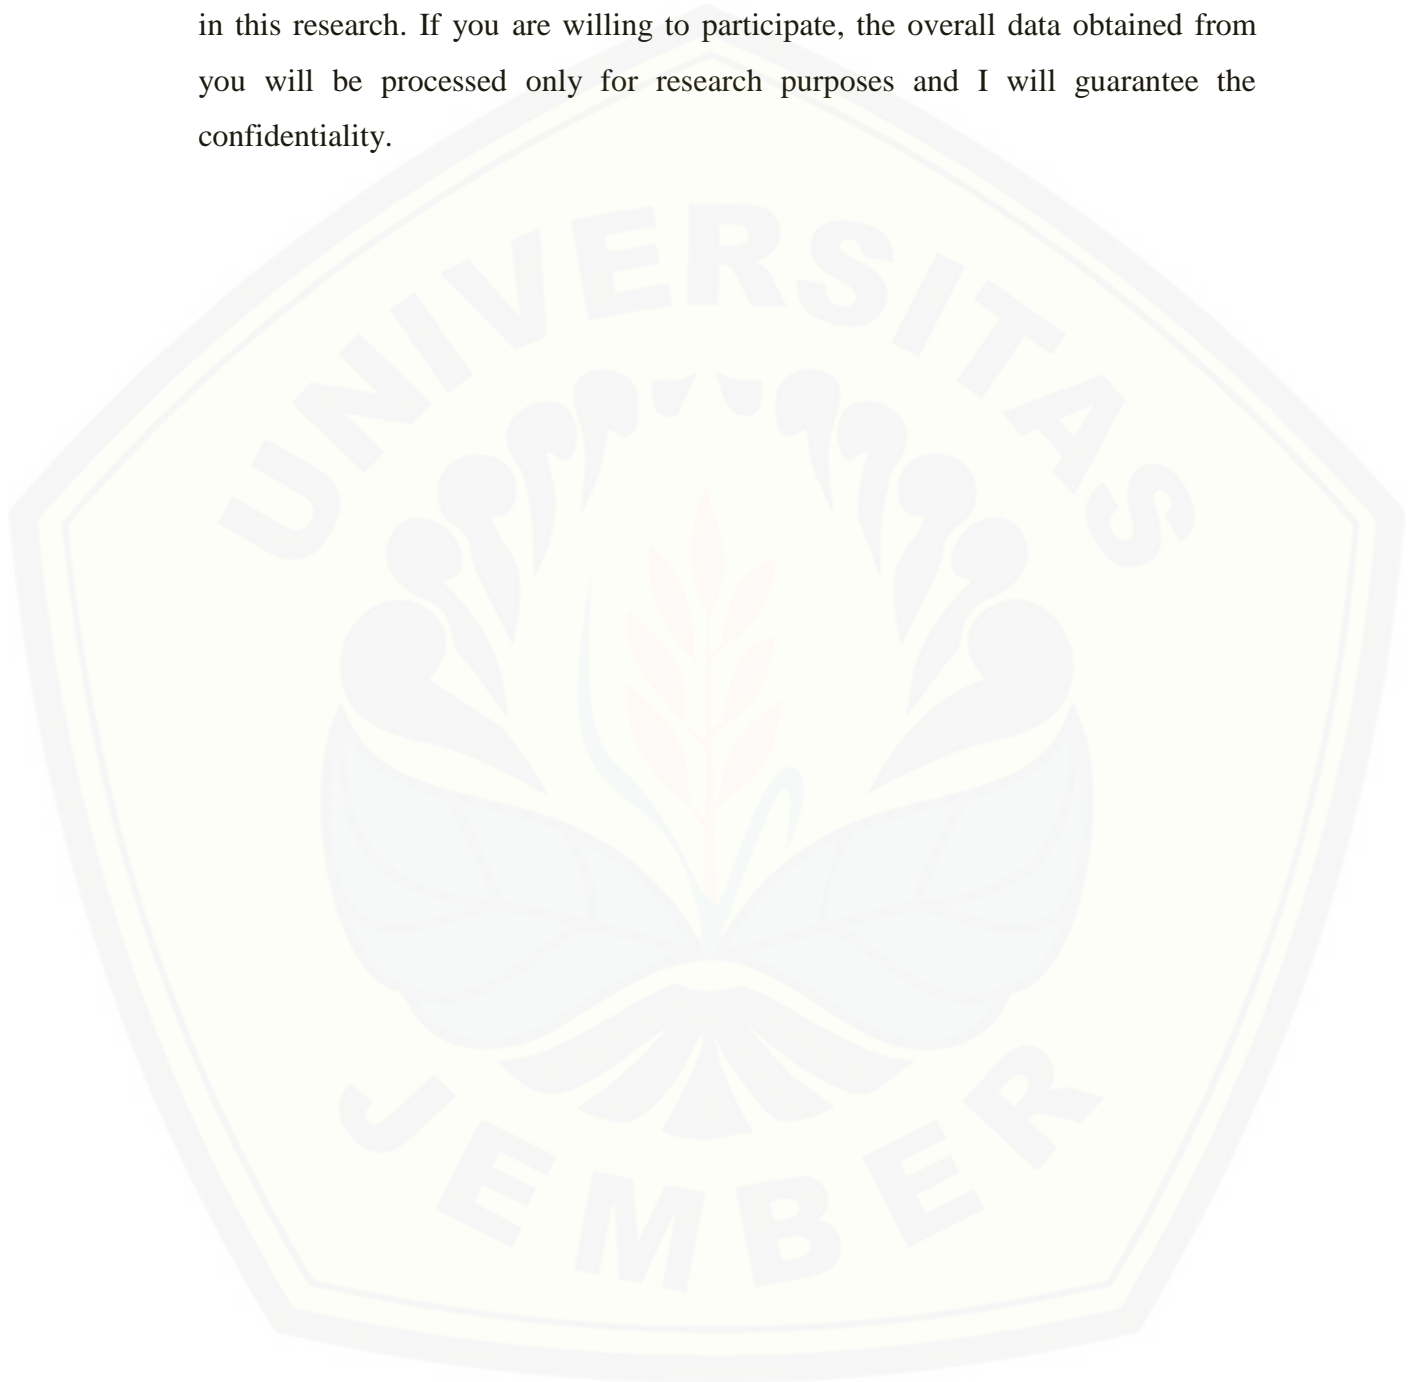 in this research. If you are willing to participate, the overall data obtained from
you will be processed only for research purposes and I will guarantee the
confidentiality.
UNIVERSITAS
JEMBER